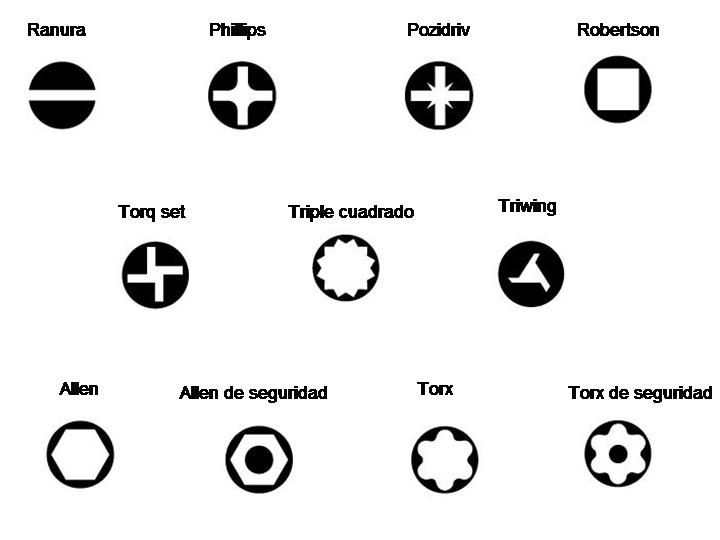 Ranura
Phillips
Pozidriv
Robertson
Torq set
Triple cuadrado
Triwing
Allen
Allen de seguridad
Torx
Torx de seguridad